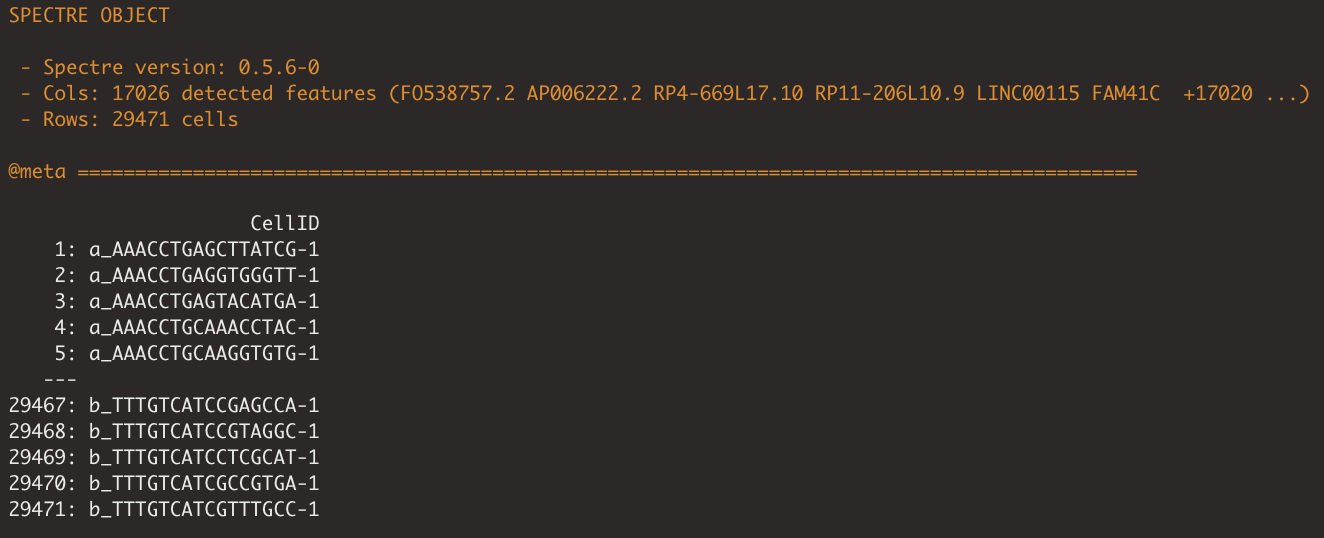 SPECTRE OBJECT
- Spectre version: 0.5.6-0
- Cols: 17026 detected features (FO538757.2 AP006222.2 RP4-669L17.10 RP11-206L10.9 LINC00115 FAM41C +17020 ...)
- Rows: 29471 cells
@meta ============================================================================================
CellID
1: a_AAACCTGAGCTTATCG-1
2: a_AAACCTGAGGTGGGTT-1
3: a_AAACCTGAGTACATGA-1
4: a_AAACCTGCAAACCTAC-1
5: a_AAACCTGCAAGGTGTG-1
---
29467: b_TTTGTCATCCGAGCCA-1
29468: b_TTTGTCATCCGTAGGC-1
29469: b_TTTGTCATCCTCGCAT-1
29470: b_TTTGTCATCGCCGTGA-1
29471: b_TTTGTCATCGTTTGCC-1